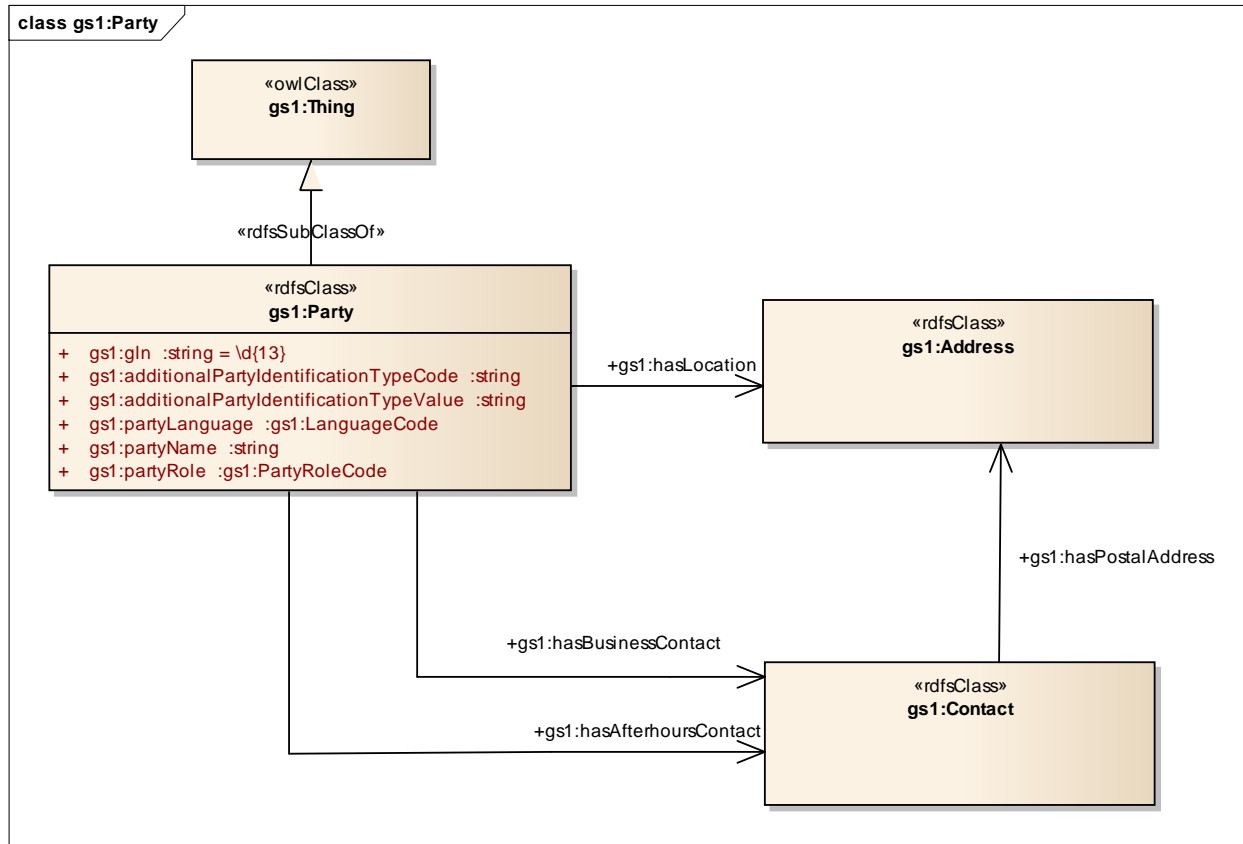 class gs1:Party
«owlClass»
gs1:Thing
«rdfsSubClassOf»
«rdfsClass»
gs1:Party
+ gs1:gln :string = \d{13}
+ gs1:additionalPartyIdentificationTypeCode :string
+ gs1:additionalPartyIdentificationTypeValue :string
+ gs1:partyLanguage :gs1:LanguageCode
+ gs1:partyName :string
+ gs1:partyRole :gs1:PartyRoleCode
+gs1:hasLocation
«rdfsClass»
gs1:Address
+gs1:hasPostalAddress
+gs1:hasBusinessContact
+gs1:hasAfterhoursContact
«rdfsClass»
gs1:Contact